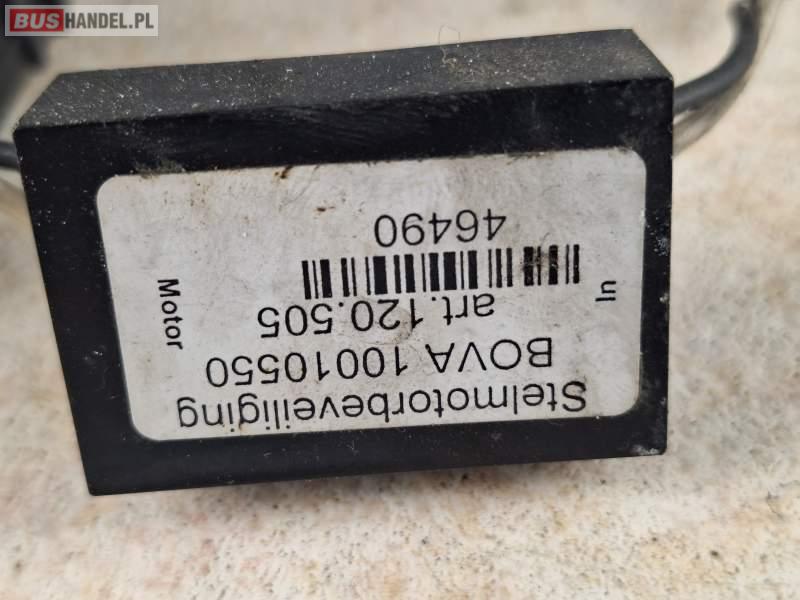 BUSHANDEL.PL
Stelmotorbeveiliging
BOVA 10010550
art.120.505
46490
In
Motor